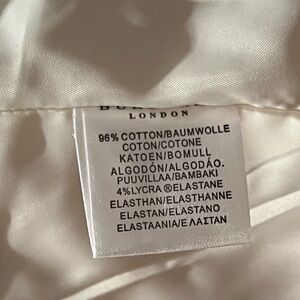 LONDON
96% COTTON/BAUMWOLLE
COTON/COTONE
KATOEN/BOMULL
ALGODÓN/ALGODÃO.
PUUVILLAA/BAMBAKI
4%LYCRA ®ELASTANE
ELASTHAN/ELASTHANNE
ELASTAN/ELASTANO
ELASTAANIA/ΕΛΑΣΤΑΝ